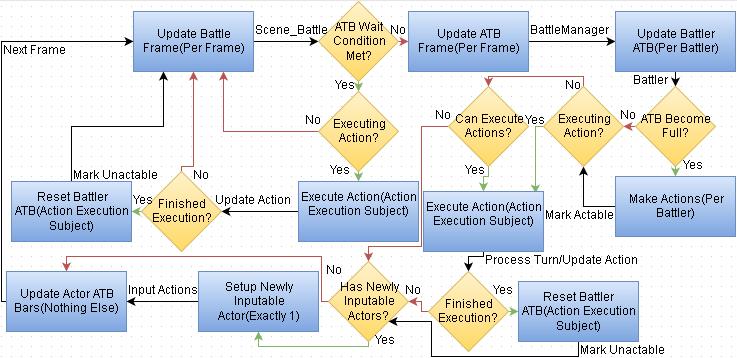 Next Frame
Update Battle
Frame(Per Frame)
Scene_Battle
ATB Wait
Condition
Met?
No
Update ATB
Frame(Per Frame)
BattleManager
Update Battler
ATB(Per Battler)
Yes
Battler
No
Executing
Action?
No
Can Execute
Actions?
No
Yes
Executing
Action?
No
ATB Become
Full?
Yes
Mark Unactable
No
Yes
Yes
Reset Battler
ATB(Action Execution
Subject)
Yes
Finished
Execution?
Update Action
Execute Action(Action
Execution Subject)
Execute Action(Action
Execution Subject)
Mark Actable
Make Actions(Per
Battler)
Process Turn/Update Action
Update Actor ATB
Bars(Nothing Else)
Input Actions
Setup Newly
Inputable
Actor(Exactly 1)
No
Has Newly
Inputable
Actors?
No
Finished
Execution?
Yes
Reset Battler
ATB(Action Execution
Subject)
Yes
Mark Unactable